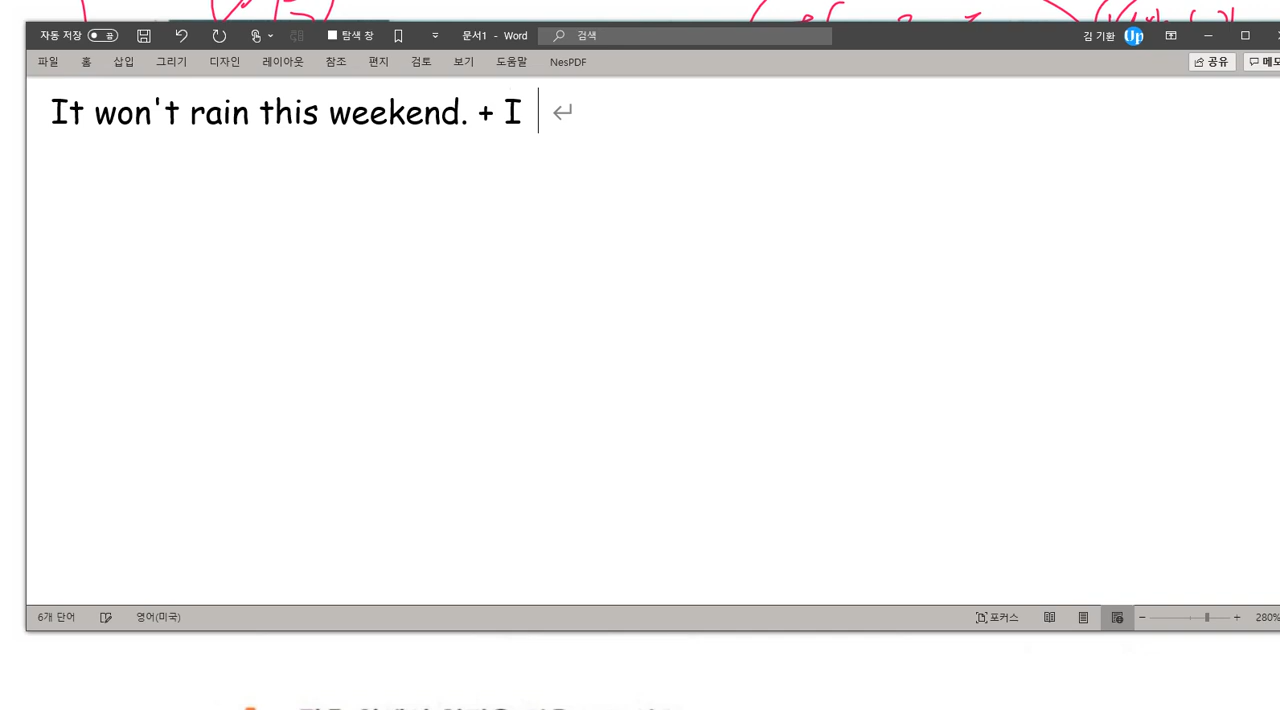 자동 저장 끔 탐색 창 문서1 - Word 검색 김 기환 Up
파일 홈 삽입 그리기 디자인 레이아웃 참조 편지 검토 보기 도움말 NesPDF 공유
It won't rain this weekend. + I
6개 단어 영어(미국) 포커스 280%